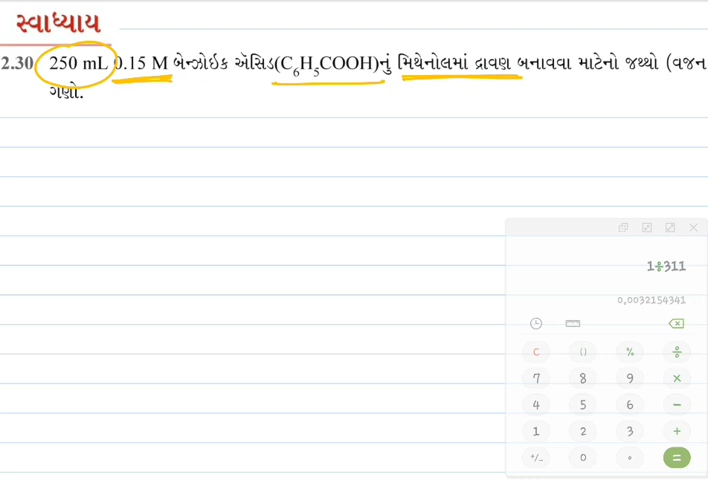 સ્વાધ્યાય
2.30 250 mL 0.15 M બેન્ઝોઇક ઍસિડ(C₆H₅COOH)નું મિથેનોલમાં દ્રાવણ બનાવવા માટેનો જથ્થો (વજન
ગણો.
1÷311
0,0032154341
C () % ÷
7 8 9 ×
4 5 6 −
1 2 3 +
+/− 0 . =